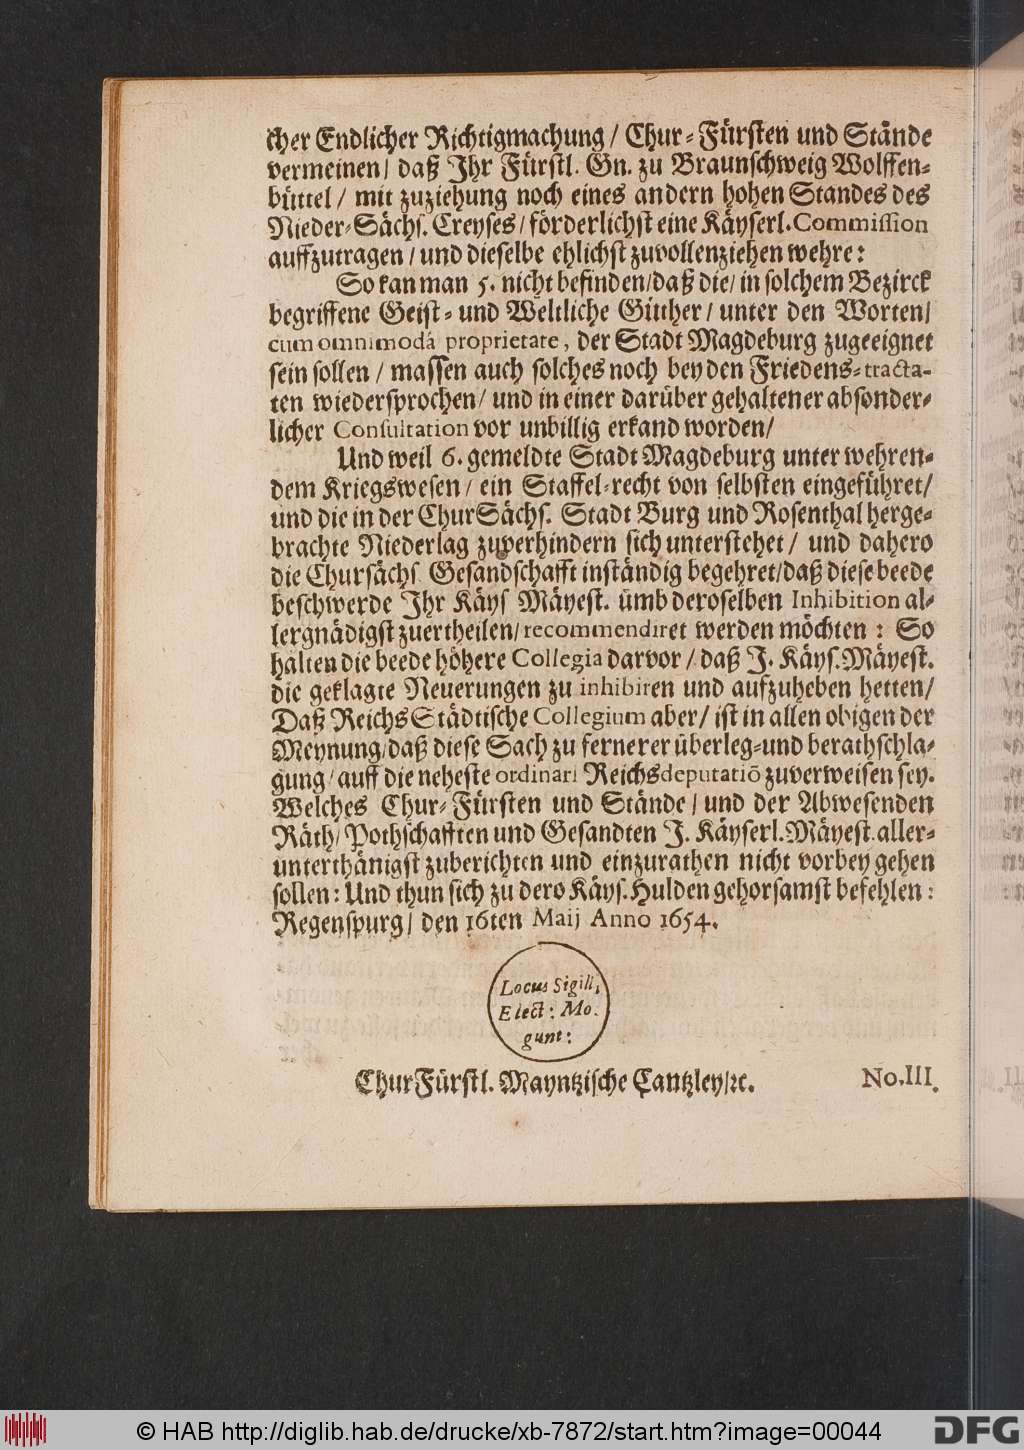 cher Endlicher Richtigmachung / Chur-Fürsten und Stände
vermeinen / daß Ihr Fürstl. Gn. zu Braunschweig Wolffen-
büttel / mit zuziehung noch eines andern hohen Standes des
Nieder-Sächs. Creyses / förderlichst eine Käyserl. Commission
auffzutragen / und dieselbe ehlichst zuvollenziehen wehre:
So kan man 5. nicht befinden / daß die / in solchem Bezirck
begriffene Geist- und Weltliche Güther / unter den Worten /
cum omnimodâ proprietate, der Stadt Magdeburg zugeeignet
sein sollen / massen auch solches noch bey den Friedens-tracta-
ten wiedersprochen / und in einer darüber gehaltener absonder-
licher Consultation vor unbillig erkand worden /
Und weil 6. gemeldte Stadt Magdeburg unter wehren-
dem Kriegswesen / ein Staffel-recht von selbsten eingeführet /
und die in der ChurSächs. Stadt Burg und Rosenthal herge-
brachte Niederlag zuverhindern sich unterstehet / und dahero
die Chursächs Gesandschafft inständig begehret / daß diese beede
beschwerde Ihr Käys Mäyest. ümb deroselben Inhibition al-
lergnädigst zuertheilen / recommendiret werden möchten : So
halten die beede höhere Collegia darvor / daß J. Käys. Mäyest.
die geklagte Neuerungen zu inhibiren und aufzuheben hetten /
Daß ReichsStädtische Collegium aber / ist in allen obigen der
Meynung / daß diese Sach zu fernerer überleg- und berathschla-
gung / auff die neheste ordinari Reichsdeputatiõ zuverweisen sey.
Welches Chur-Fürsten und Stände / und der Abwesenden
Räth / Pothschafften und Gesandten J. Käyserl. Mäyest. aller-
unterthänigst zuberichten und einzurathen nicht vorbey gehen
sollen : Und thun sich zu dero Käys. Hulden gehorsamst befehlen :
Regenspurg / den 16ten Maij Anno 1654.
Locus Sigili,
Elect: Mo.
gunt:
ChurFürstl. Mayntzische Cantzley / ꝛc.
No. III.
© HAB http://diglib.hab.de/drucke/xb-7872/start.htm?image=00044
DFG